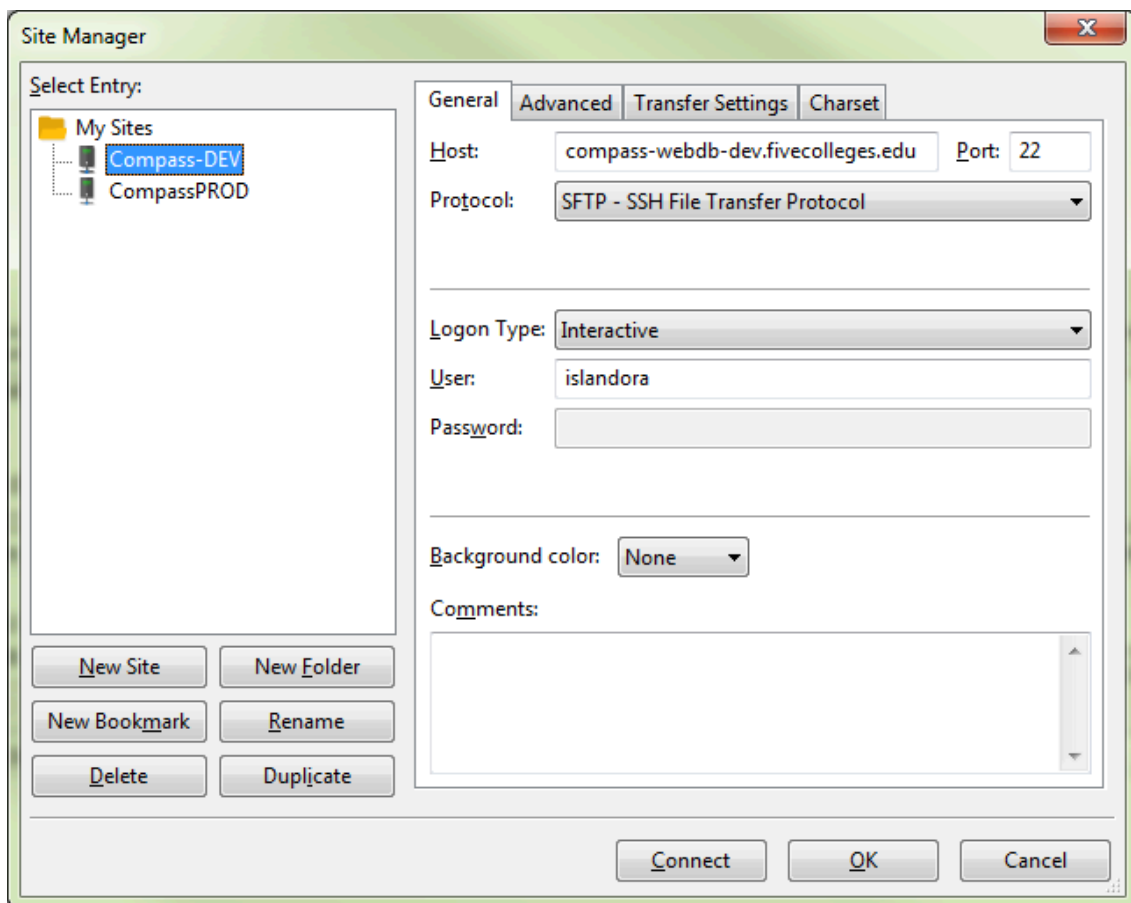 Site Manager
Select Entry:
My Sites
Compass-DEV
CompassPROD
New Site
New Folder
New Bookmark
Rename
Delete
Duplicate
General
Advanced
Transfer Settings
Charset
Host:
compass-webdb-dev.fivecolleges.edu
Port:
22
Protocol:
SFTP - SSH File Transfer Protocol
Logon Type:
Interactive
User:
islandora
Password:
Background color:
None
Comments:
Connect
OK
Cancel